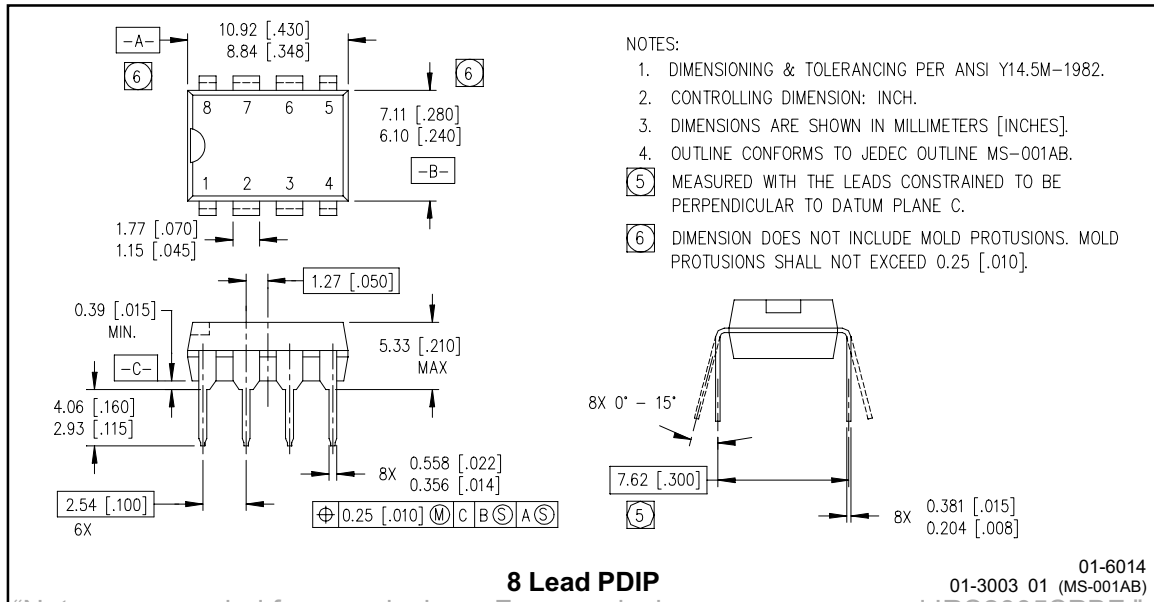 -A-
10.92 [.430]
8.84 [.348]
6
6
8 7 6 5
1 2 3 4
7.11 [.280]
6.10 [.240]
-B-
1.77 [.070]
1.15 [.045]
1.27 [.050]
0.39 [.015]
MIN.
-C-
5.33 [.210]
MAX
4.06 [.160]
2.93 [.115]
8X 0.558 [.022]
0.356 [.014]
2.54 [.100]
6X
⌖ 0.25 [.010] Ⓜ C B Ⓢ A Ⓢ
NOTES:
1. DIMENSIONING & TOLERANCING PER ANSI Y14.5M-1982.
2. CONTROLLING DIMENSION: INCH.
3. DIMENSIONS ARE SHOWN IN MILLIMETERS [INCHES].
4. OUTLINE CONFORMS TO JEDEC OUTLINE MS-001AB.
5 MEASURED WITH THE LEADS CONSTRAINED TO BE
PERPENDICULAR TO DATUM PLANE C.
6 DIMENSION DOES NOT INCLUDE MOLD PROTUSIONS. MOLD
PROTUSIONS SHALL NOT EXCEED 0.25 [.010].
8X 0° - 15°
7.62 [.300]
5
8X 0.381 [.015]
0.204 [.008]
8 Lead PDIP
01-6014
01-3003 01 (MS-001AB)